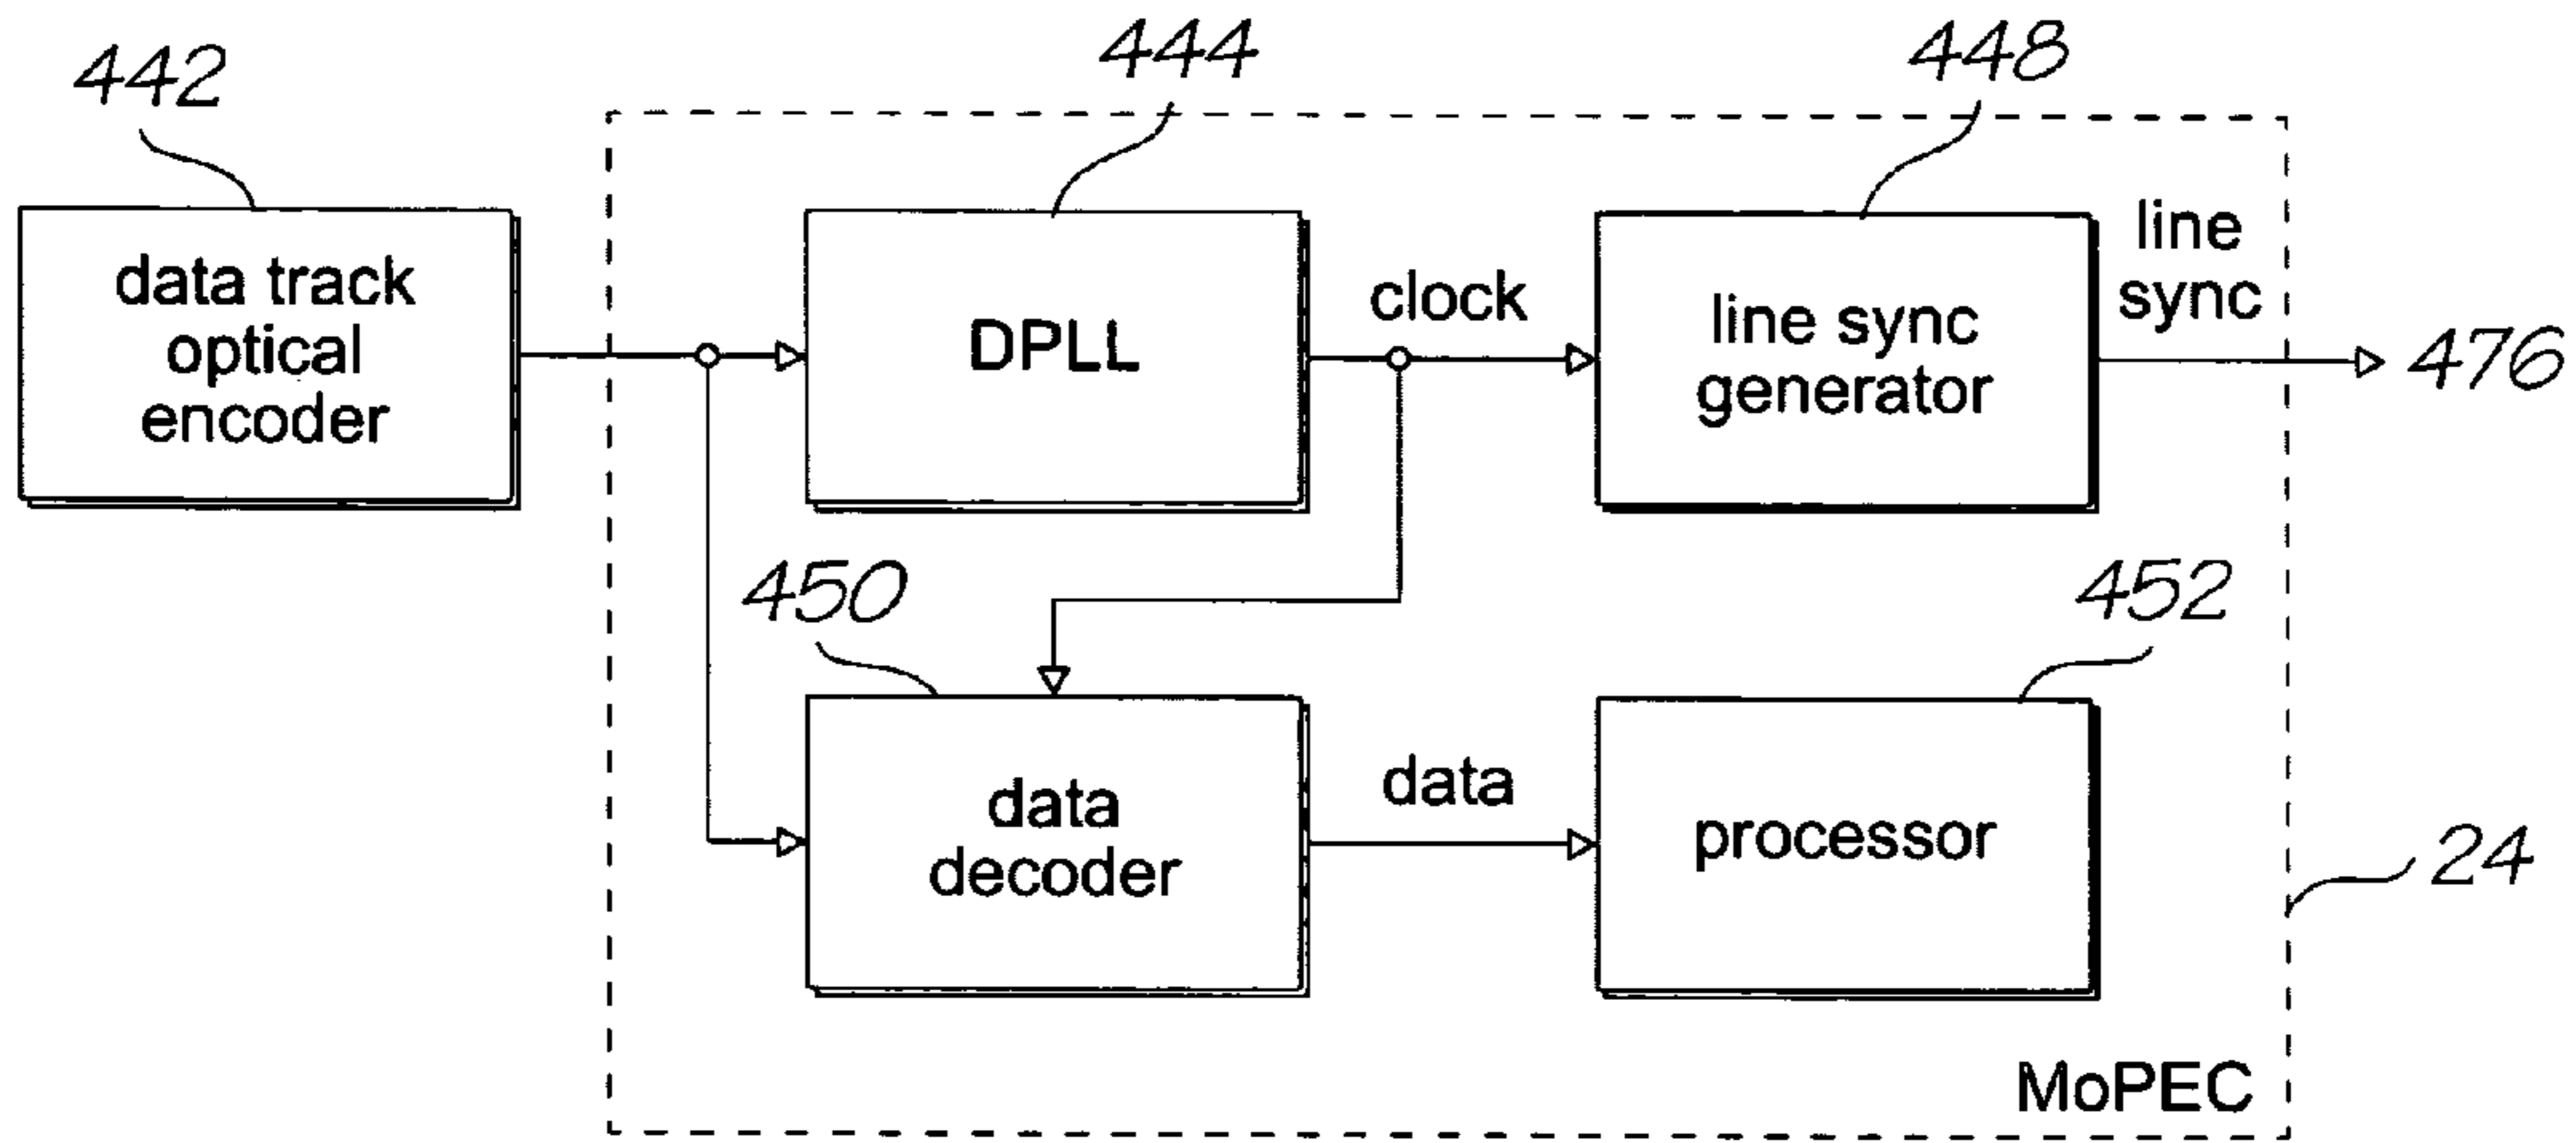 442
444
448
data track
optical
encoder
DPLL
clock
line sync
generator
line
sync
476
450
452
data
decoder
data
processor
24
MoPEC